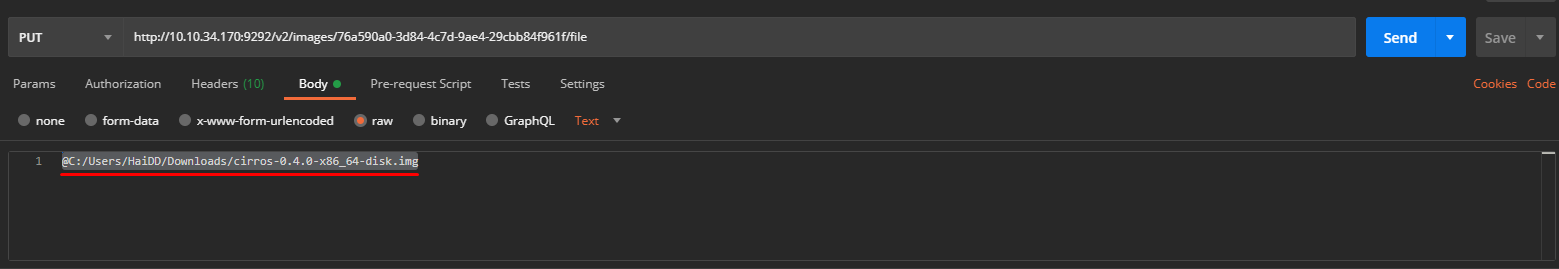 PUT http://10.10.34.170:9292/v2/images/76a590a0-3d84-4c7d-9ae4-29cbb84f961f/file Send Save
Params Authorization Headers (10) Body Pre-request Script Tests Settings Cookies Code
none form-data x-www-form-urlencoded raw binary GraphQL Text
1 @C:/Users/HaiDD/Downloads/cirros-0.4.0-x86_64-disk.img